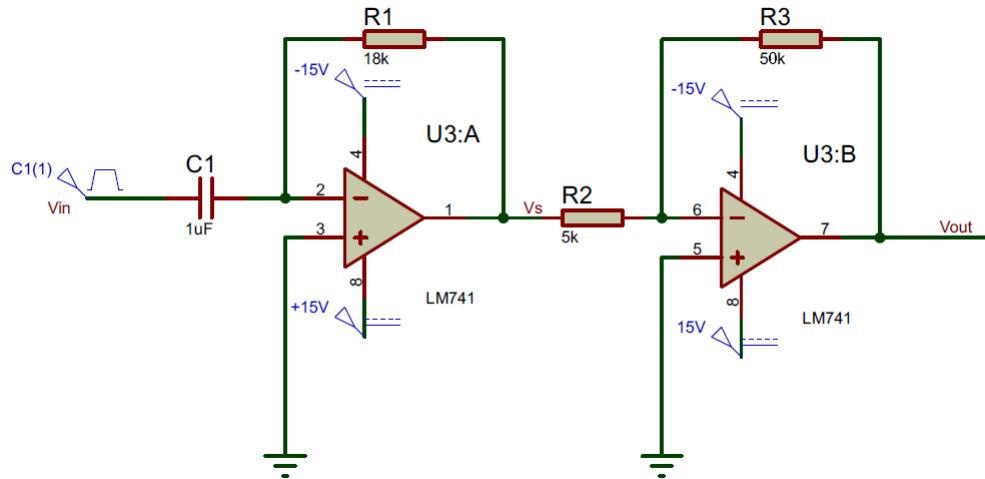 R1
18k
-15V
4
U3:A
C1(1)
Vin
C1
1uF
2
3
1
8
+15V
LM741
Vs
R2
5k
R3
50k
-15V
4
U3:B
6
5
7
Vout
8
15V
LM741